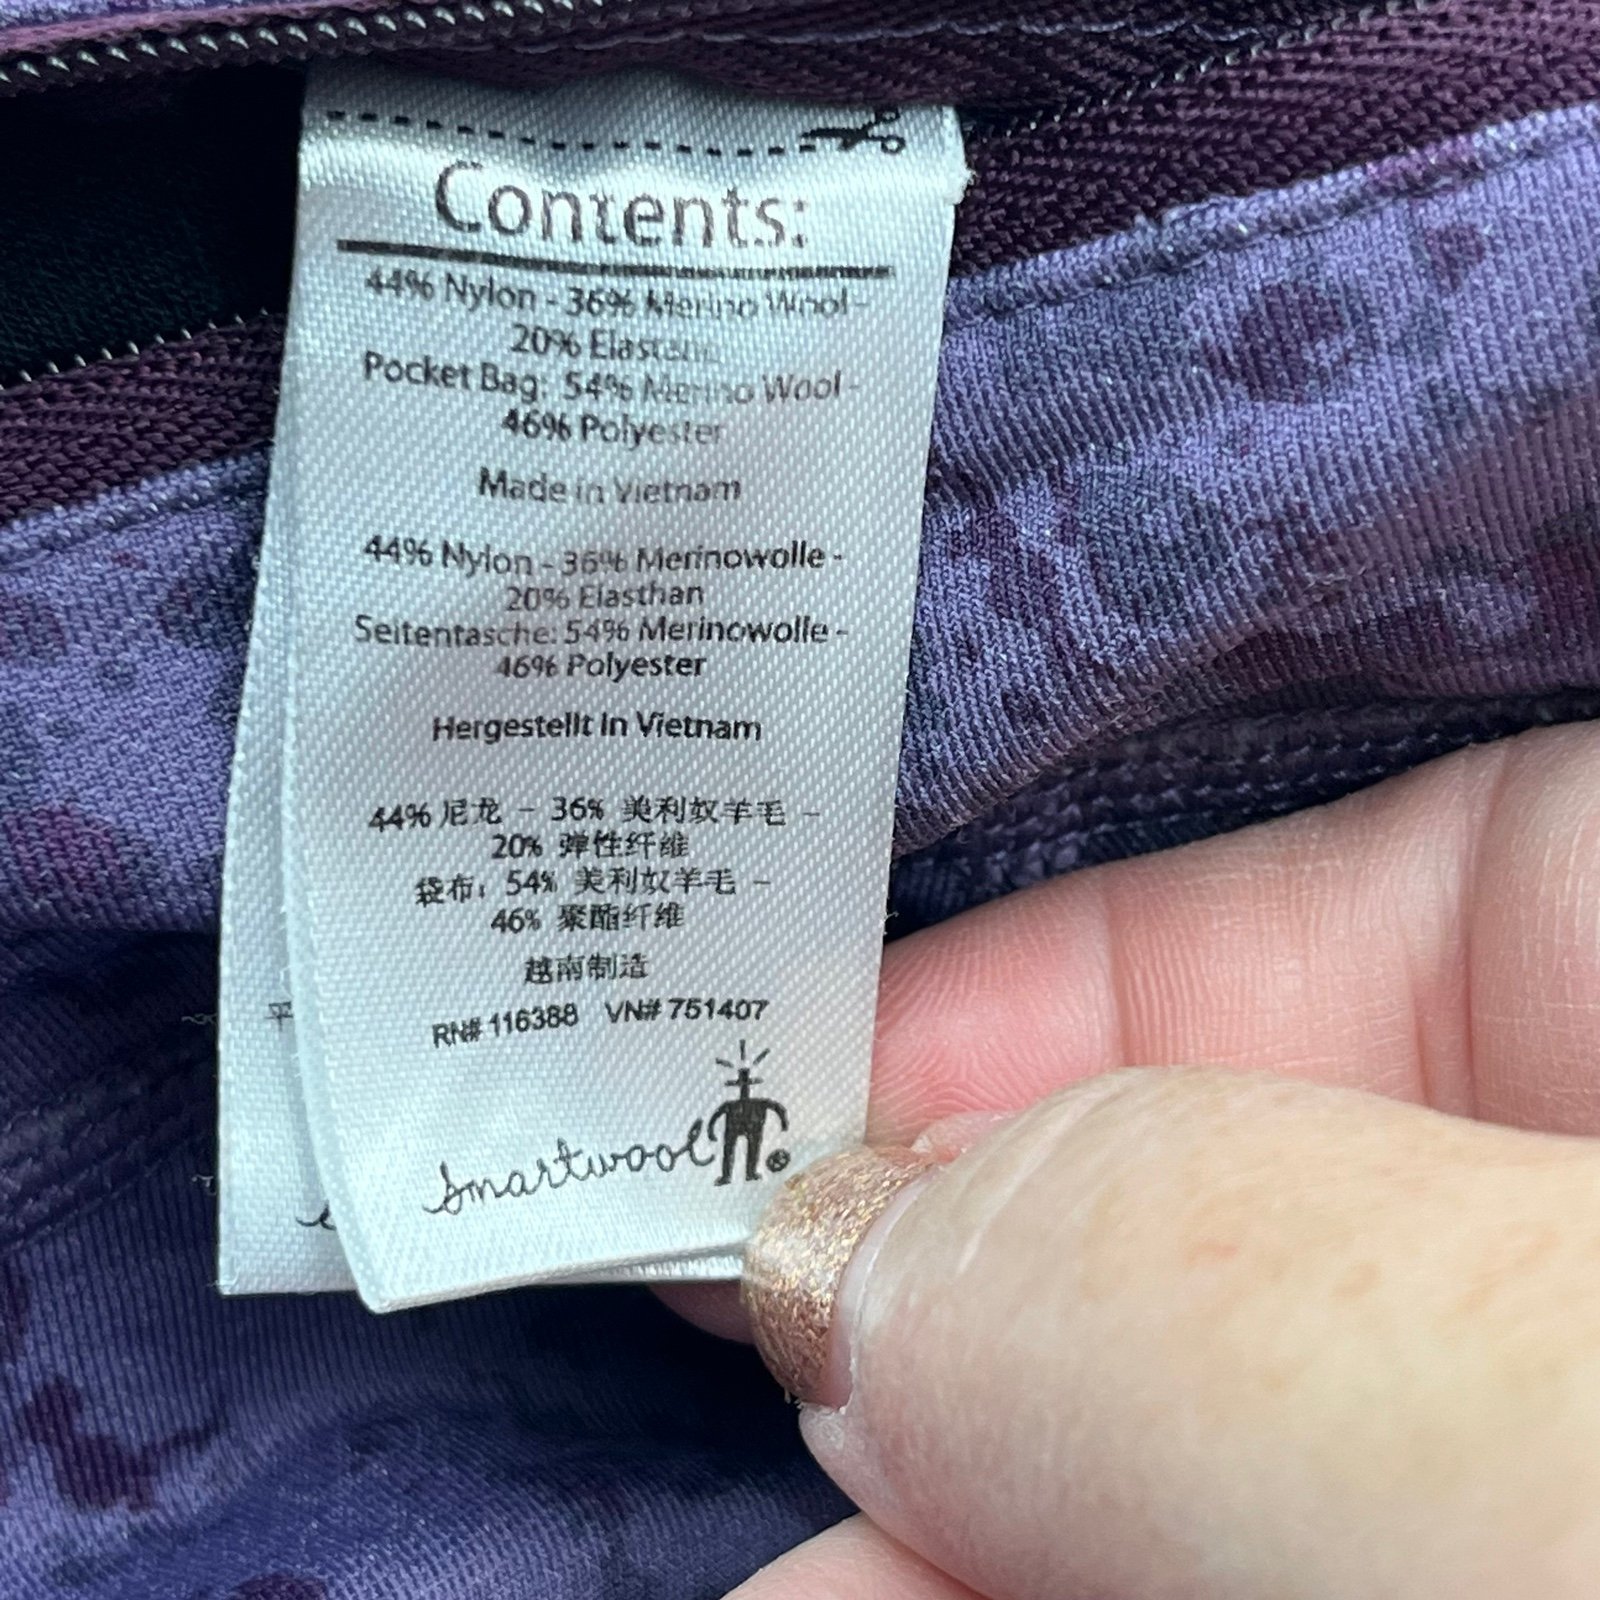 Contents:
44% Nylon - 36% Merino Wool -
20% Elastane
Pocket Bag: 54% Merino Wool -
46% Polyester
Made in Vietnam
44% Nylon - 36% Merinowolle -
20% Elasthan
Seitentasche: 54% Merinowolle -
46% Polyester
Hergestellt In Vietnam
44% 尼龙 - 36% 美利奴羊毛 -
20% 弹性纤维
袋布: 54% 美利奴羊毛 -
46% 聚酯纤维
越南制造
RN# 116388 VN# 751407
smartwool®
平